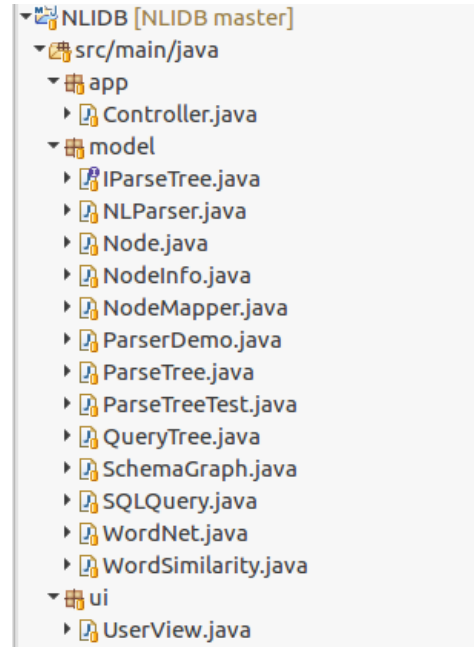 NLIDB [NLIDB master]
src/main/java
app
Controller.java
model
IParseTree.java
NLParser.java
Node.java
NodeInfo.java
NodeMapper.java
ParserDemo.java
ParseTree.java
ParseTreeTest.java
QueryTree.java
SchemaGraph.java
SQLQuery.java
WordNet.java
WordSimilarity.java
ui
UserView.java